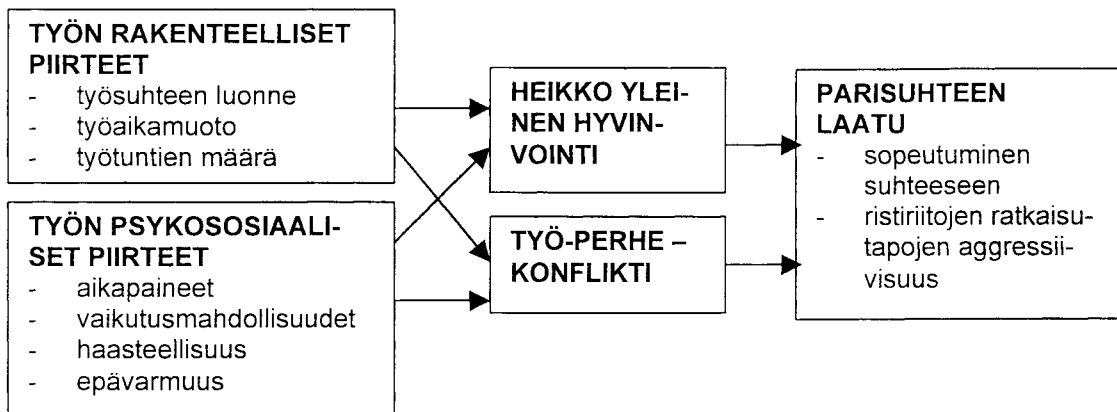 TYÖN RAKENTEELLISET
PIIRTEET
- työsuhteen luonne
- työaikamuoto
- työtuntien määrä
TYÖN PSYKOSOSIAALI-
SET PIIRTEET
- aikapaineet
- vaikutusmahdollisuudet
- haasteellisuus
- epävarmuus
HEIKKO YLEI-
NEN HYVIN-
VOINTI
TYÖ-PERHE –
KONFLIKTI
PARISUHTEEN
LAATU
- sopeutuminen
suhteeseen
- ristiriitojen ratkaisu-
tapojen aggressii-
visuus